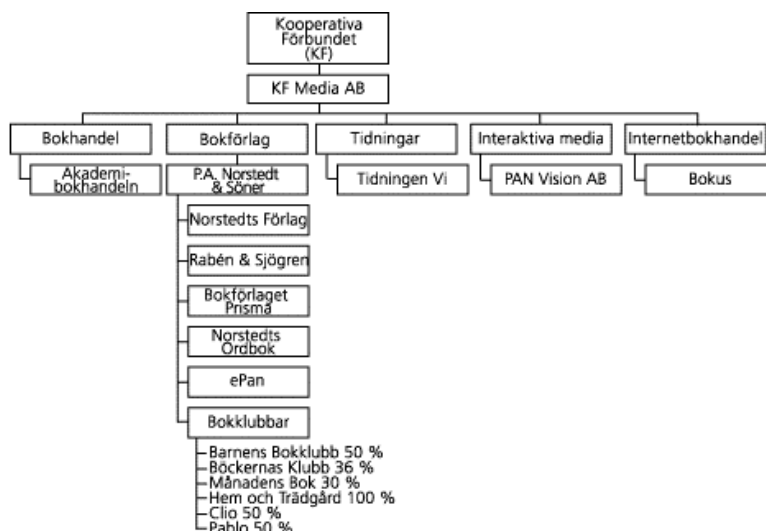 Kooperativa
Förbundet
(KF)
KF Media AB
Bokhandel
Bokförlag
Tidningar
Interaktiva media
Internetbokhandel
Akademi-
bokhandeln
P.A. Norstedt
& Söner
Tidningen Vi
PAN Vision AB
Bokus
Norstedts Förlag
Rabén & Sjögren
Bokförlaget
Prisma
Norstedts
Ordbok
ePan
Bokklubbar
Barnens Bokklubb 50 %
Böckernas Klubb 36 %
Månadens Bok 30 %
Hem och Trädgård 100 %
Clio 50 %
Pablo 50 %